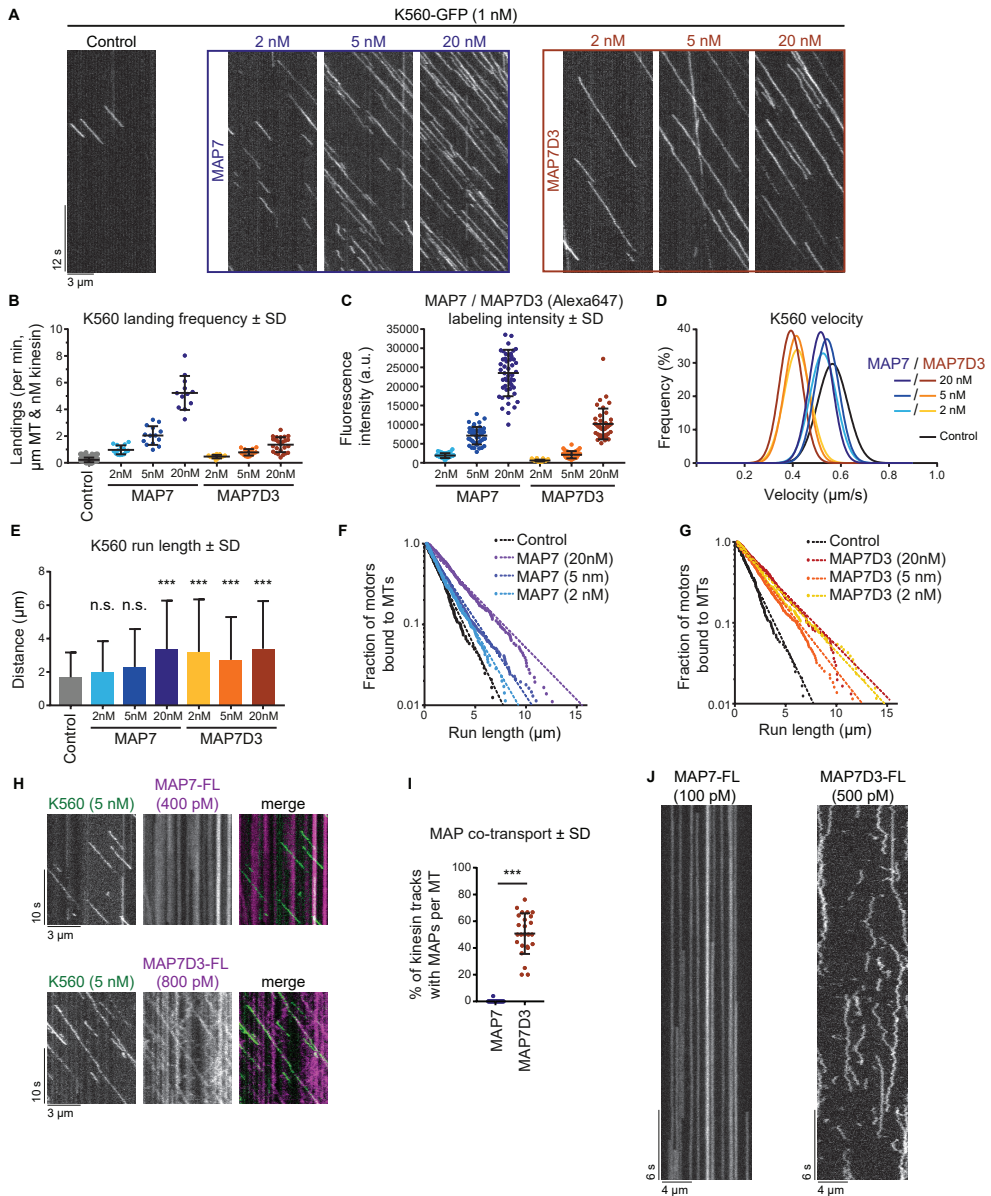 A
K560-GFP (1 nM)
Control
2 nM 5 nM 20 nM
2 nM 5 nM 20 nM
MAP7
MAP7D3
12 s
3 µm
B
K560 landing frequency ± SD
Landings (per min,
µm MT & nM kinesin)
10
8
6
4
2
0
Control
2nM 5nM 20nM 2nM 5nM 20nM
MAP7 MAP7D3
C
MAP7 / MAP7D3 (Alexa647)
labeling intensity ± SD
Fluorescence
intensity (a.u.)
35000
30000
25000
20000
15000
10000
5000
0
2nM 5nM 20nM 2nM 5nM 20nM
MAP7 MAP7D3
D
K560 velocity
Frequency (%)
40
30
20
10
0
0.2 0.4 0.6 0.8 1.0
Velocity (µm/s)
MAP7 / MAP7D3
/ 20 nM
/ 5 nM
/ 2 nM
Control
E
K560 run length ± SD
Distance (µm)
8
6
4
2
0
n.s. n.s. *** *** *** ***
Control
2nM 5nM 20nM 2nM 5nM 20nM
MAP7 MAP7D3
F
Fraction of motors
bound to MTs
1.0
0.1
0.01
0 5 10 15
Run length (µm)
Control
MAP7 (20nM)
MAP7 (5 nm)
MAP7 (2 nM)
G
Fraction of motors
bound to MTs
1.0
0.1
0.01
0 5 10 15
Run length (µm)
Control
MAP7D3 (20nM)
MAP7D3 (5 nm)
MAP7D3 (2 nM)
H
K560 (5 nM)
MAP7-FL
(400 pM)
merge
10 s
3 µm
K560 (5 nM)
MAP7D3-FL
(800 pM)
merge
10 s
3 µm
I
MAP co-transport ± SD
% of kinesin tracks
with MAPs per MT
100
80
60
40
20
0
***
MAP7
MAP7D3
J
MAP7-FL
(100 pM)
6 s
4 µm
MAP7D3-FL
(500 pM)
6 s
4 µm